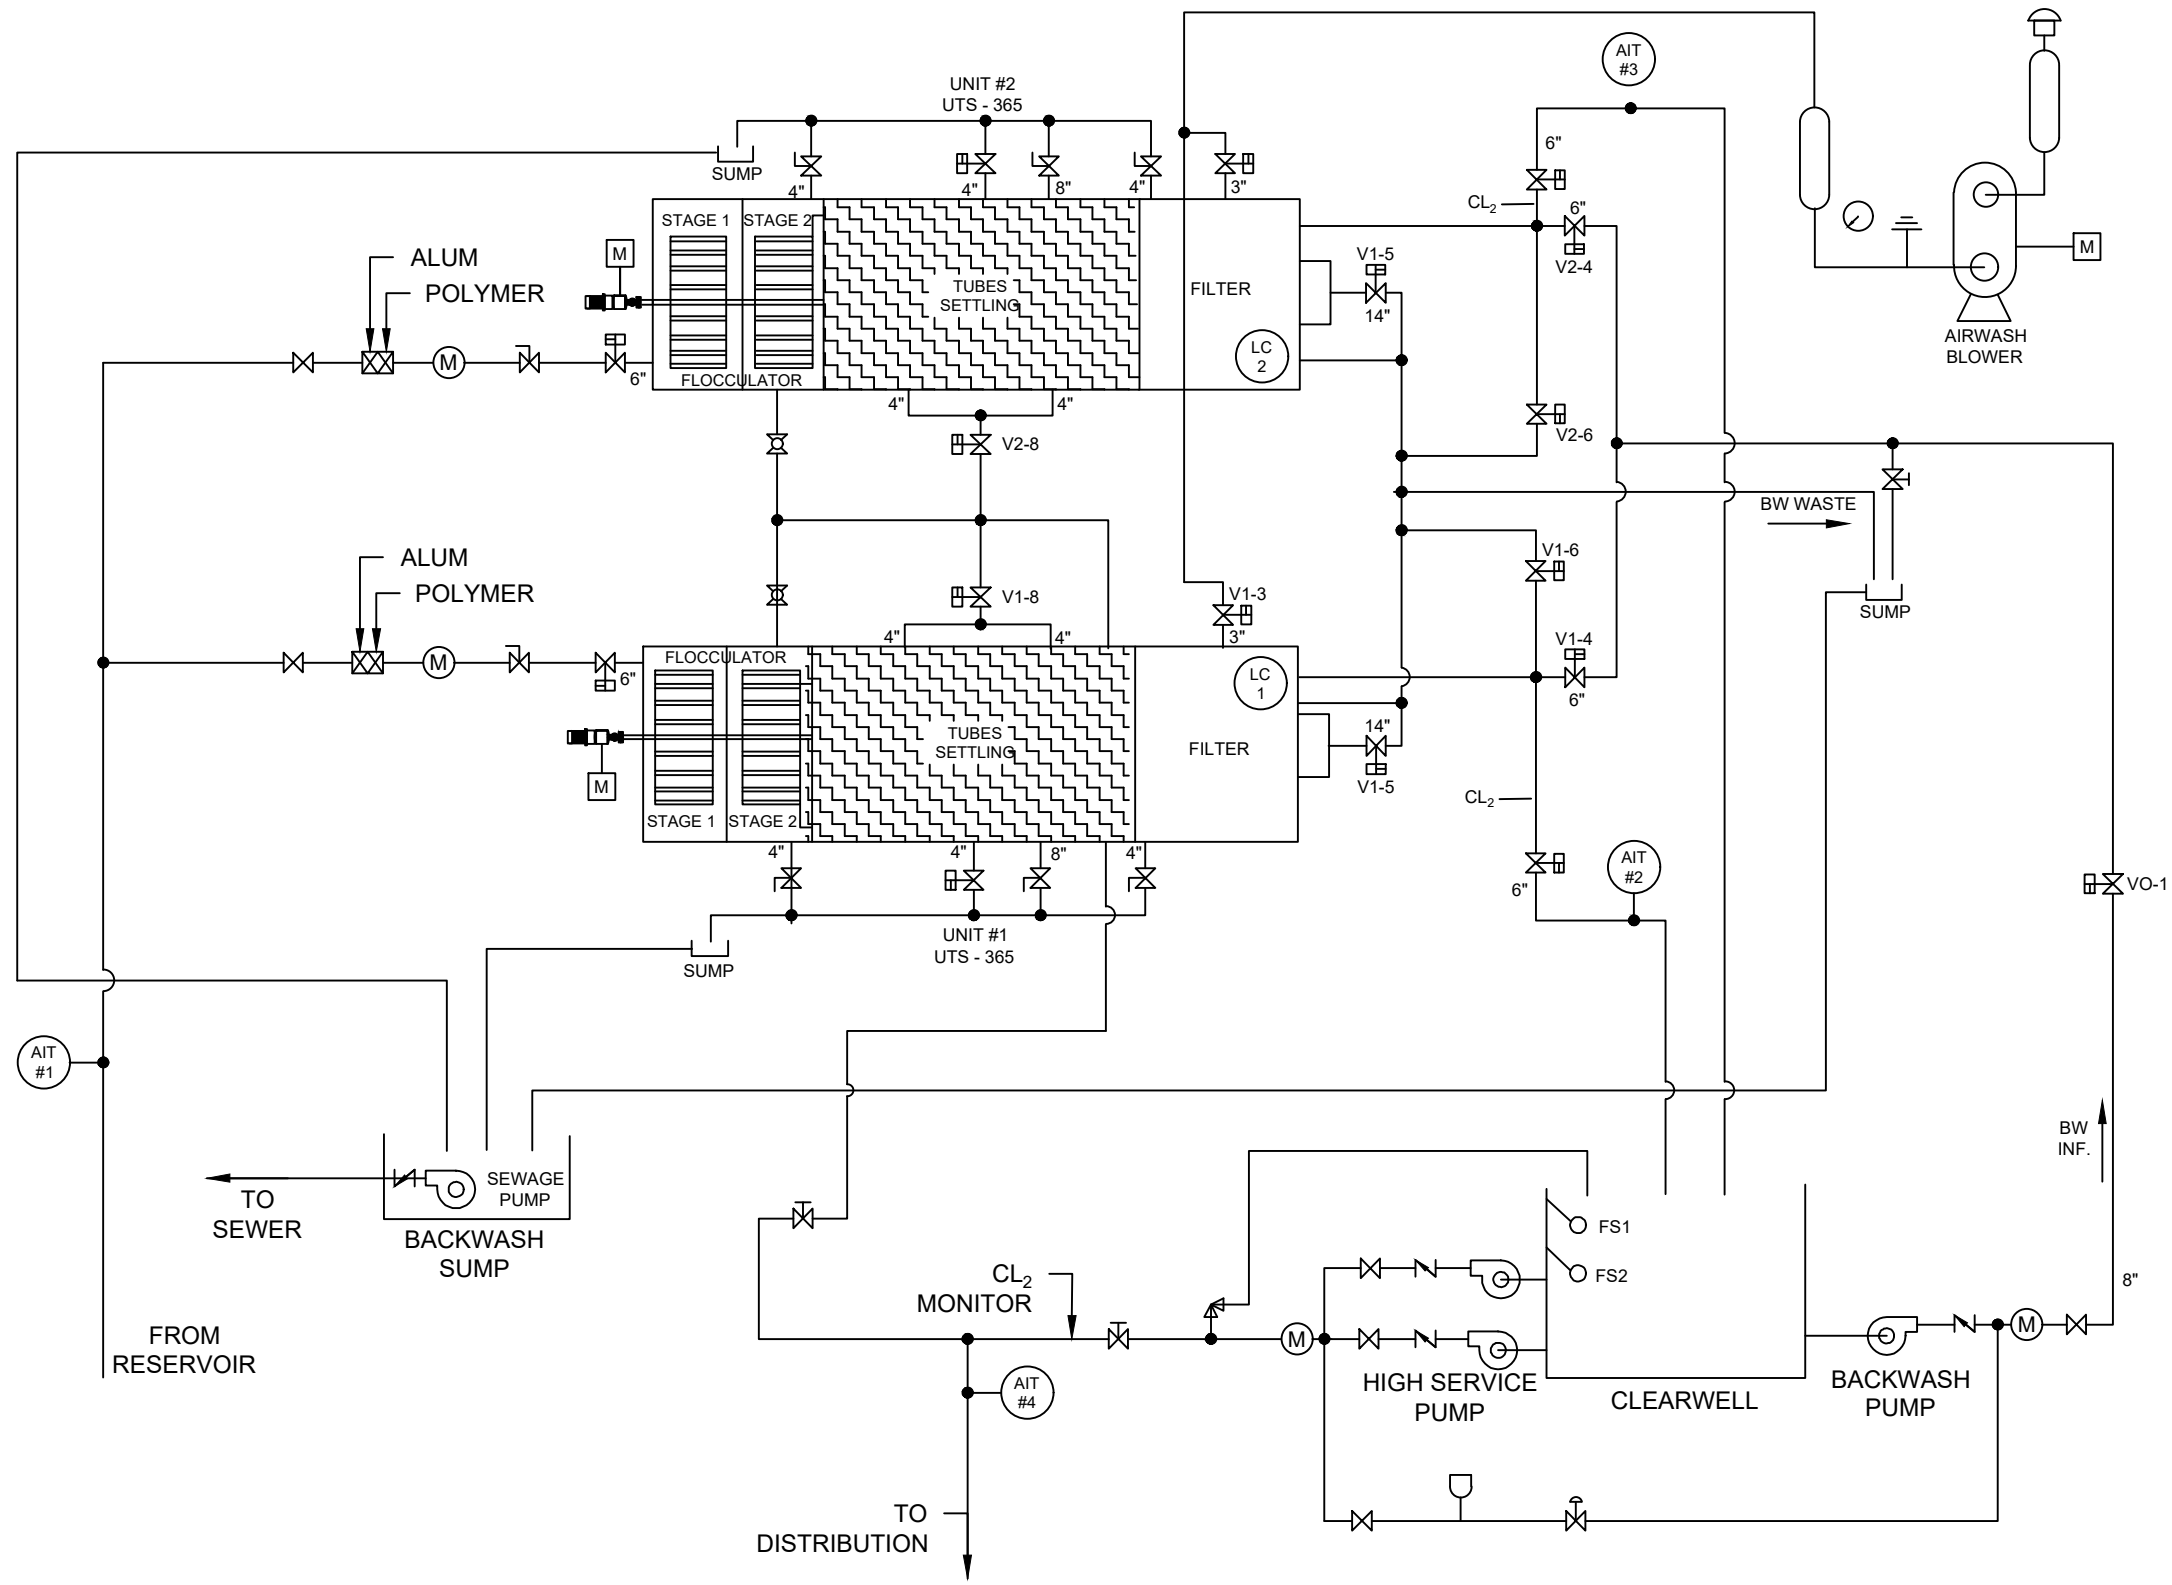 UNIT #2
UTS - 365
AIT
#3
SUMP
4"
4"
8"
4"
3"
6"
CL2
6"
V2-4
STAGE 1
STAGE 2
M
ALUM
POLYMER
M
6"
TUBES
SETTLING
FLOCCULATOR
FILTER
LC
2
V1-5
14"
M
AIRWASH
BLOWER
4"
4"
V2-8
V2-6
BW WASTE
SUMP
ALUM
POLYMER
M
6"
V1-8
4"
4"
V1-3
3"
V1-6
V1-4
6"
FLOCCULATOR
LC
1
TUBES
SETTLING
FILTER
14"
V1-5
M
STAGE 1
STAGE 2
CL2
4"
4"
8"
4"
6"
AIT
#2
VO-1
UNIT #1
UTS - 365
SUMP
AIT
#1
BW
INF.
SEWAGE
PUMP
TO
SEWER
BACKWASH
SUMP
FS1
FS2
8"
CL2
MONITOR
M
M
FROM
RESERVOIR
AIT
#4
HIGH SERVICE
PUMP
CLEARWELL
BACKWASH
PUMP
TO
DISTRIBUTION